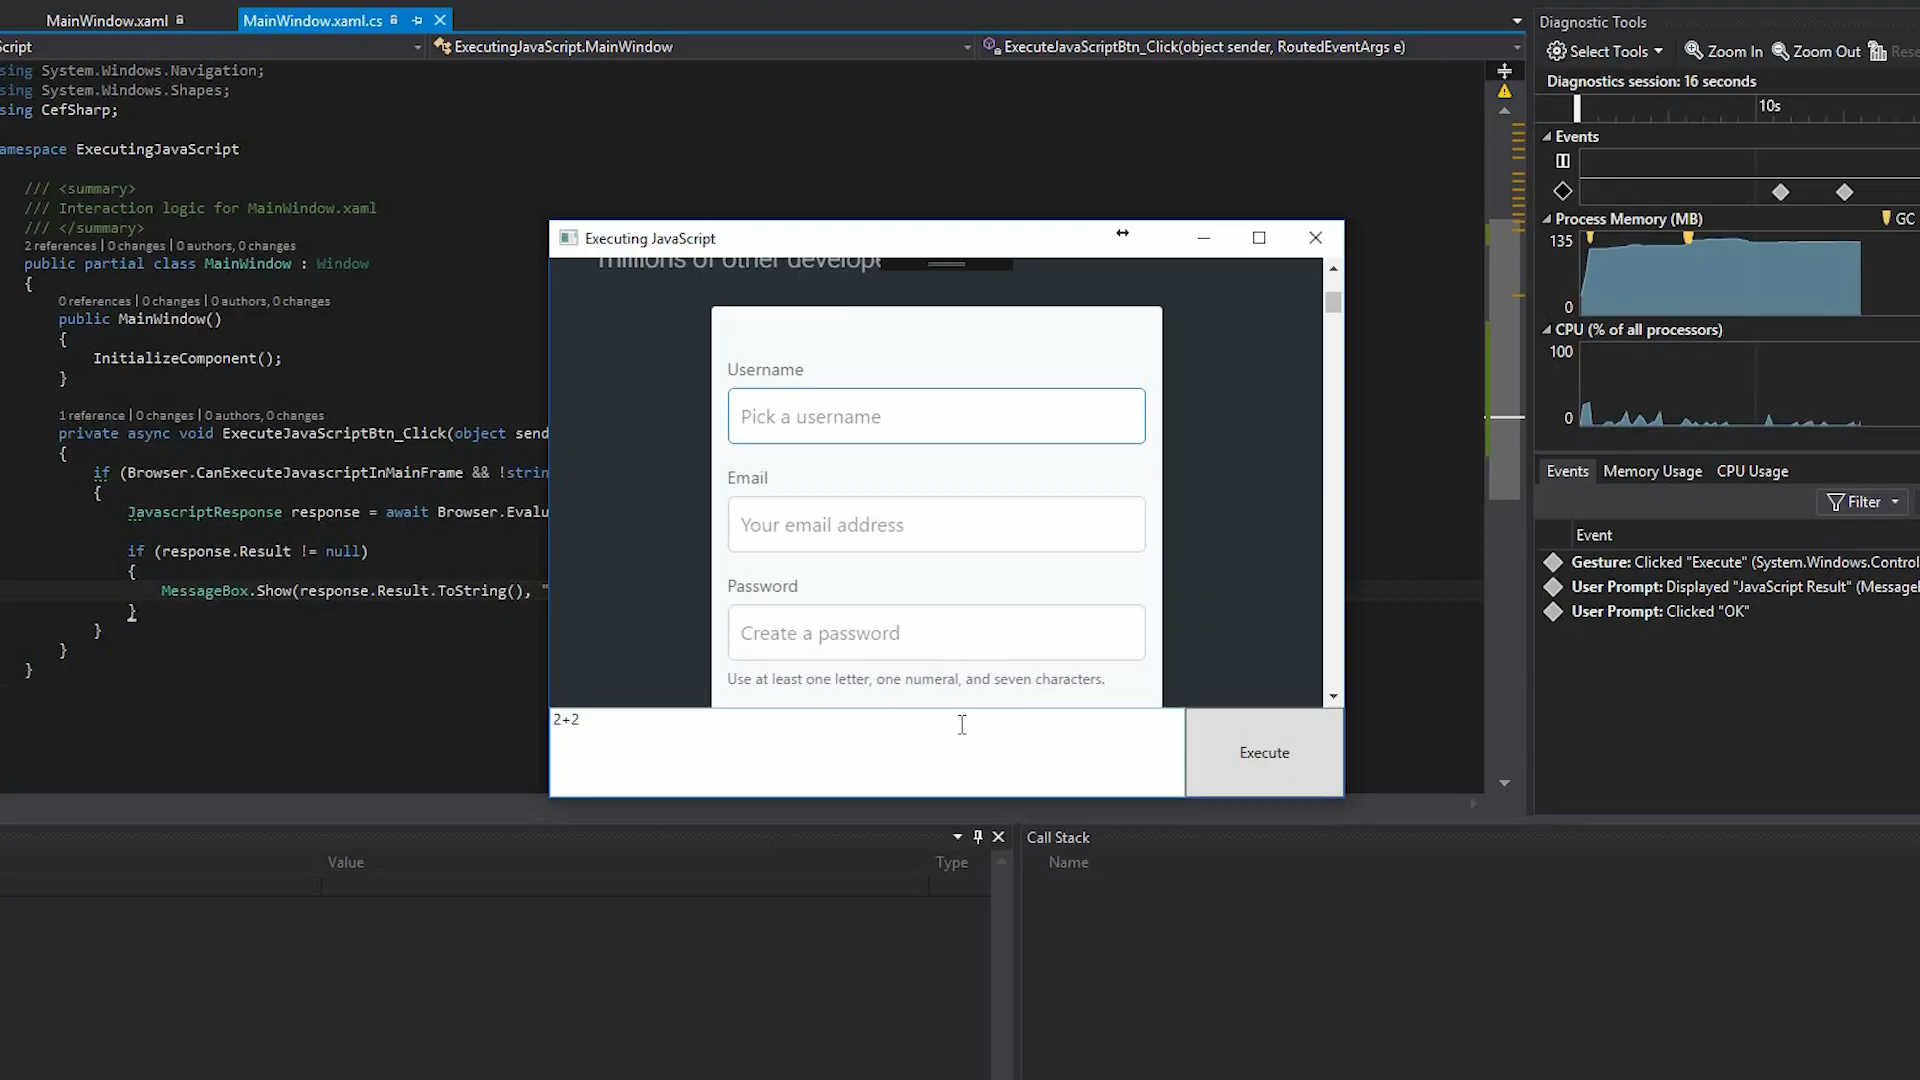 MainWindow.xaml
MainWindow.xaml.cs
Diagnostic Tools
cript
ExecutingJavaScript.MainWindow
ExecuteJavaScriptBtn_Click(object sender, RoutedEventArgs e)
Select Tools
Zoom In
Zoom Out
Rese
sing System.Windows.Navigation;
sing System.Windows.Shapes;
sing CefSharp;
Diagnostics session: 16 seconds
10s
amespace ExecutingJavaScript
/// <summary>
/// Interaction logic for MainWindow.xaml
/// </summary>
2 references | 0 changes | 0 authors, 0 changes
public partial class MainWindow : Window
{
0 references | 0 changes | 0 authors, 0 changes
public MainWindow()
{
InitializeComponent();
}
1 reference | 0 changes | 0 authors, 0 changes
private async void ExecuteJavaScriptBtn_Click(object send
{
if (Browser.CanExecuteJavascriptInMainFrame && !strin
{
JavascriptResponse response = await Browser.Evalu
if (response.Result != null)
{
MessageBox.Show(response.Result.ToString(), "
}
}
}
}
Executing JavaScript
millions of other develope
Username
Pick a username
Email
Your email address
Password
Create a password
Use at least one letter, one numeral, and seven characters.
2+2
Execute
Events
Process Memory (MB)
GC
135
0
CPU (% of all processors)
100
0
Events
Memory Usage
CPU Usage
Filter
Event
Gesture: Clicked "Execute" (System.Windows.Control
User Prompt: Displayed "JavaScript Result" (Messagel
User Prompt: Clicked "OK"
Value
Type
Call Stack
Name